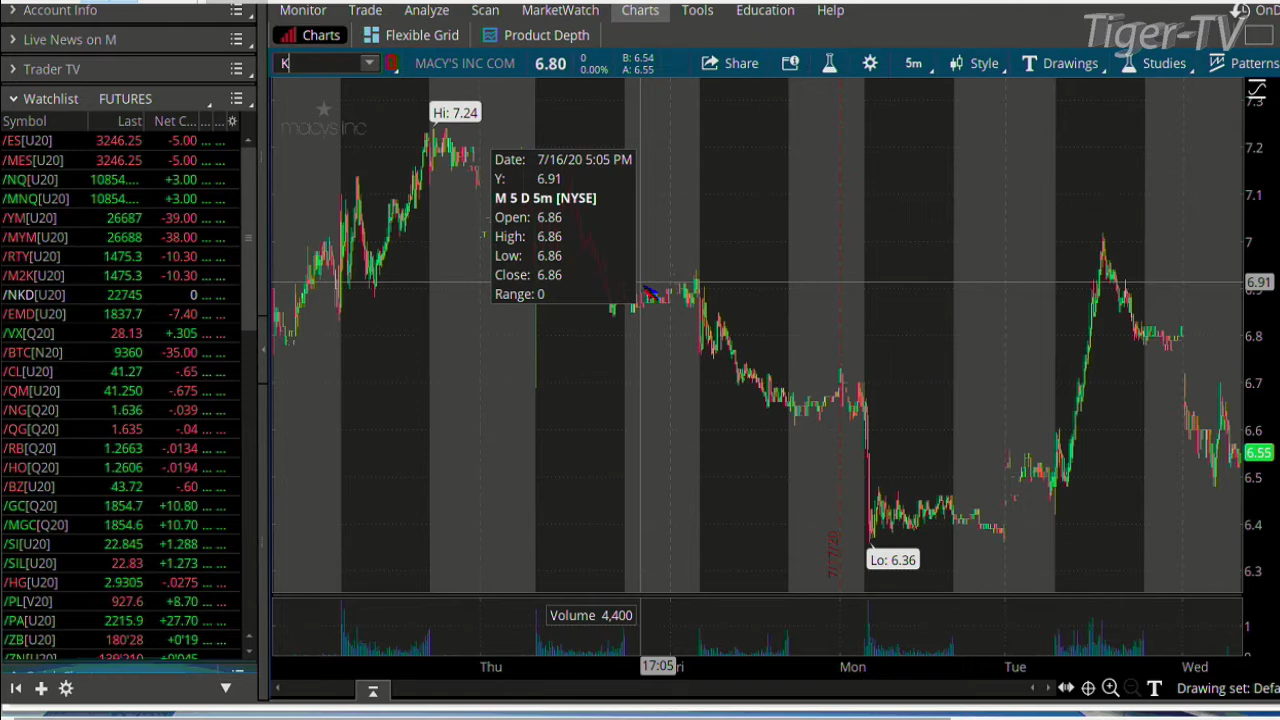 Account Info
Live News on M
Trader TV
Watchlist FUTURES
Symbol Last Net C... ... ...
/ES[U20] 3246.25 -5.00 ... ...
/MES[U20] 3246.25 -5.00 ... ...
/NQ[U20] 10854.... +3.00 ... ...
/MNQ[U20] 10854.... +3.00 ... ...
/YM[U20] 26687 -39.00 ... ...
/MYM[U20] 26688 -38.00 ... ...
/RTY[U20] 1475.3 -10.30 ... ...
/M2K[U20] 1475.3 -10.30 ... ...
/NKD[U20] 22745 0 ... ...
/EMD[U20] 1837.7 -7.40 ... ...
/VX[Q20] 28.13 +.305 ... ...
/BTC[N20] 9360 -35.00 ... ...
/CL[U20] 41.27 -.65 ... ...
/QM[U20] 41.250 -.675 ... ...
/NG[Q20] 1.636 -.039 ... ...
/QG[Q20] 1.635 -.04 ... ...
/RB[Q20] 1.2663 -.0134 ... ...
/HO[Q20] 1.2606 -.0194 ... ...
/BZ[U20] 43.72 -.60 ... ...
/GC[Q20] 1854.7 +10.80 ... ...
/MGC[Q20] 1854.6 +10.70 ... ...
/SI[U20] 22.845 +1.288 ... ...
/SIL[U20] 22.83 +1.273 ... ...
/HG[U20] 2.9305 -.0275 ... ...
/PL[V20] 927.6 +8.70 ... ...
/PA[U20] 2215.9 +27.70 ... ...
/ZB[U20] 180'28 +0'19 ... ...
/ZN[U20] 139'210 +0'045 ... ...
Monitor Trade Analyze Scan MarketWatch Charts Tools Education Help
OnD
Tiger-TV
Charts Flexible Grid Product Depth
K MACY'S INC COM 6.80 0 B: 6.54
0.00% A: 6.55
Share 5m Style Drawings Studies Patterns
macys inc
Hi: 7.24
Date: 7/16/20 5:05 PM
Y: 6.91
M 5 D 5m [NYSE]
Open: 6.86
High: 6.86
Low: 6.86
Close: 6.86
Range: 0
Lo: 6.36
7.3
7.2
7.1
7
6.91
6.8
6.7
6.6
6.55
6.5
6.4
6.3
Volume 4,400
1
0
Thu 17:05 ri Mon Tue Wed
Drawing set: Defa